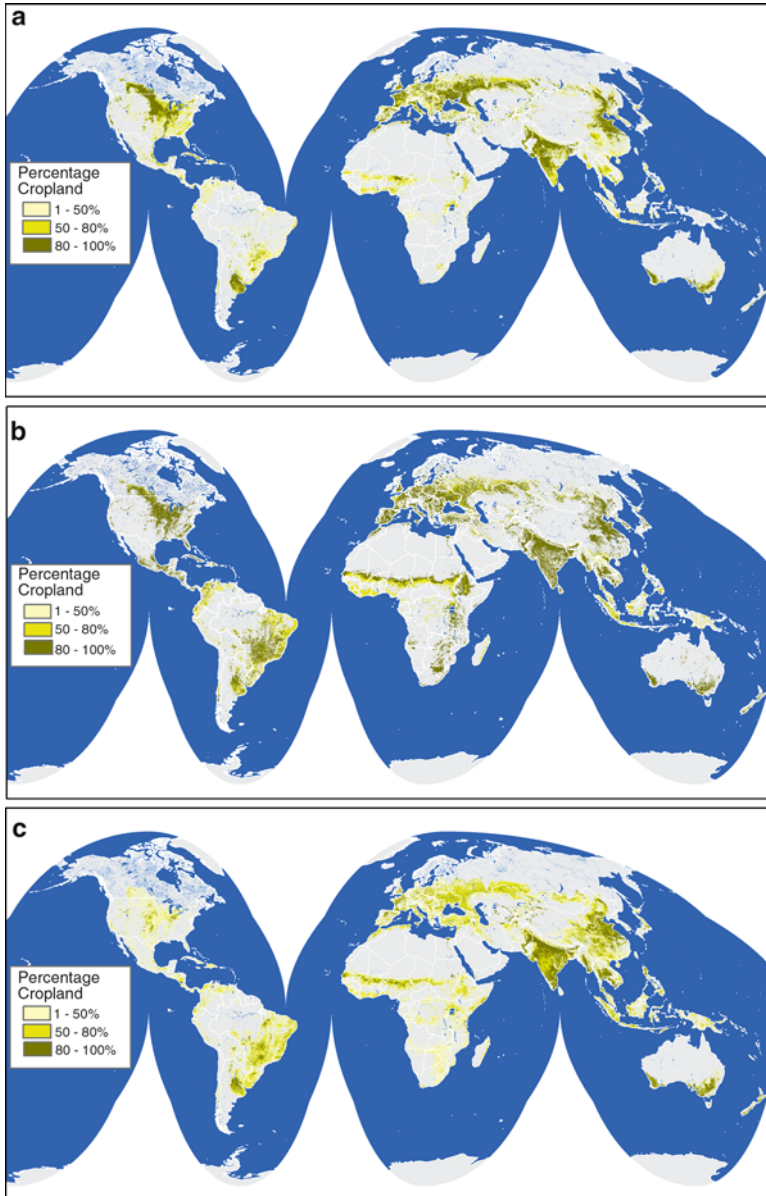 a
Percentage
Cropland
1 - 50%
50 - 80%
80 - 100%
b
Percentage
Cropland
1 - 50%
50 - 80%
80 - 100%
c
Percentage
Cropland
1 - 50%
50 - 80%
80 - 100%